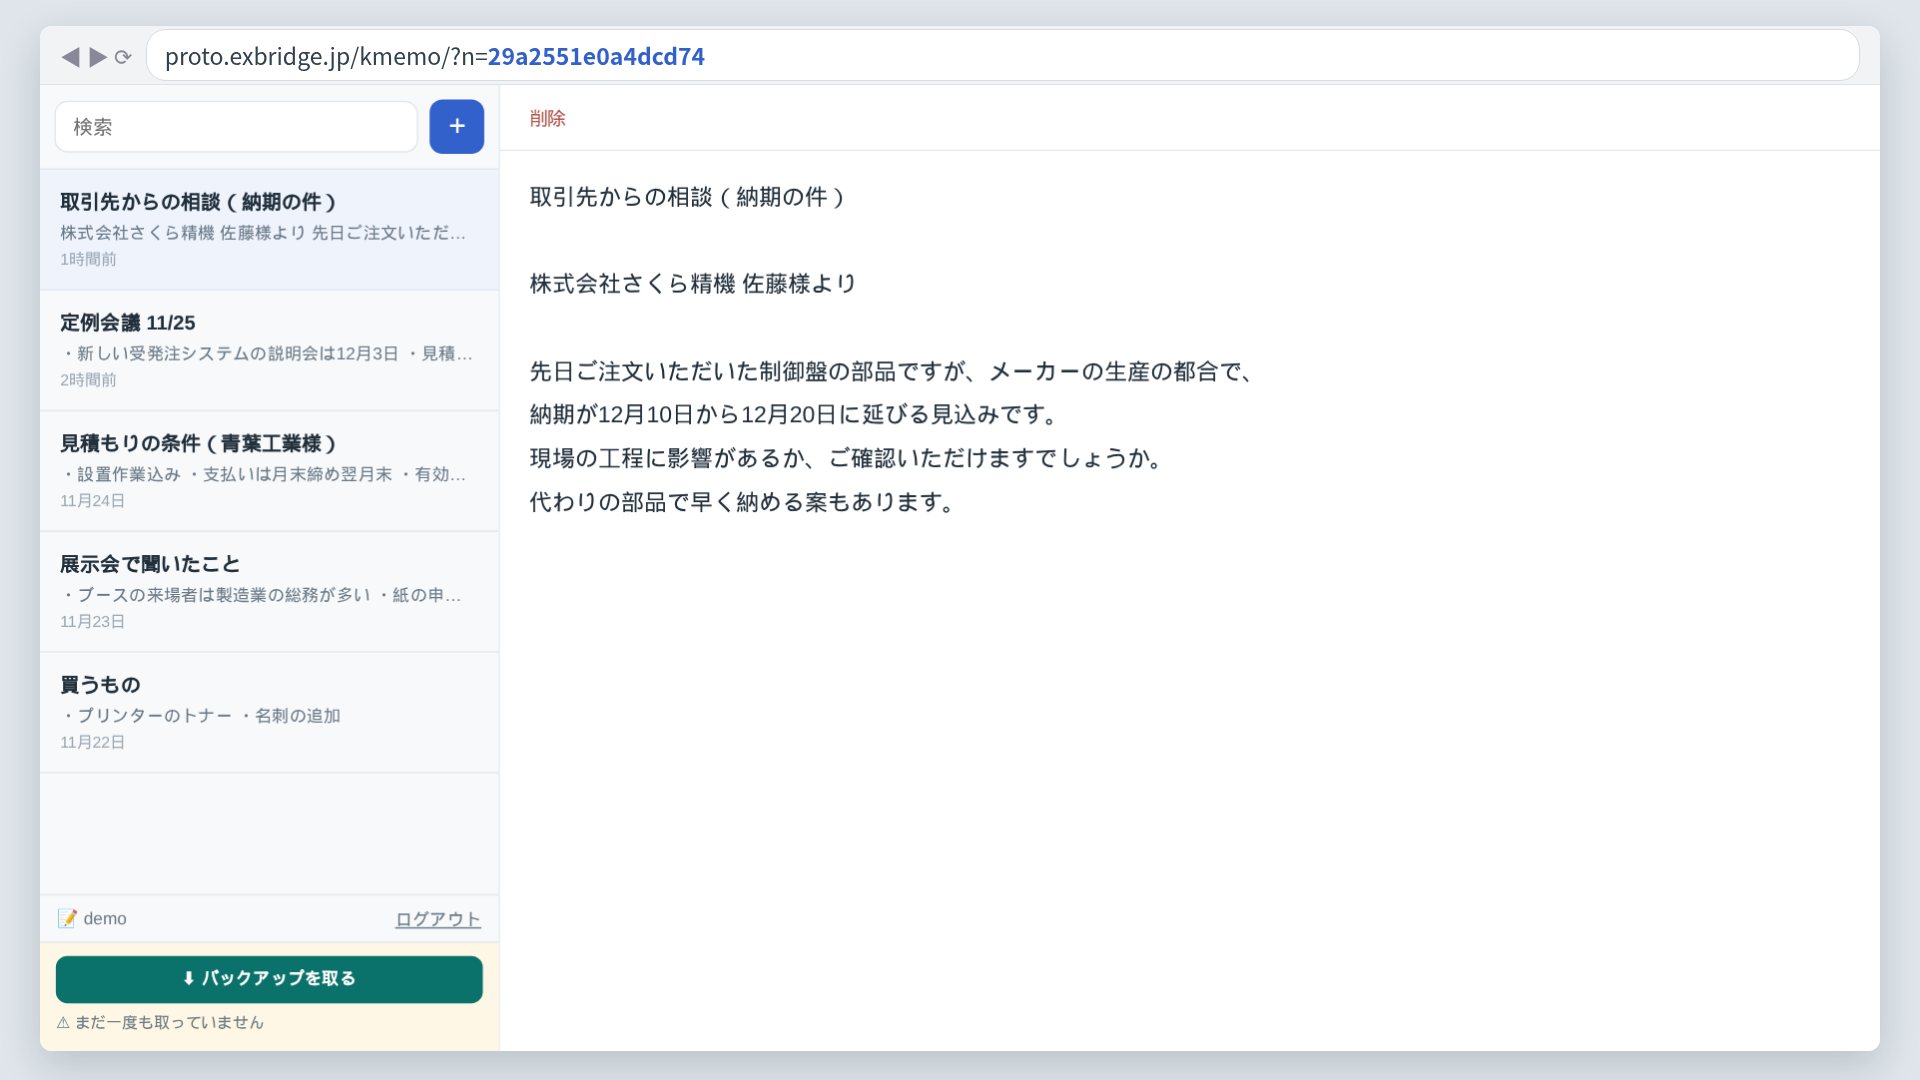 ◀ ▶ ⟳ proto.exbridge.jp/kmemo/?n=29a2551e0a4dcd74
検索
+
取引先からの相談（納期の件）
株式会社さくら精機 佐藤様より 先日ご注文いただ…
1時間前
定例会議 11/25
・新しい受発注システムの説明会は12月3日 ・見積…
2時間前
見積もりの条件（青葉工業様）
・設置作業込み ・支払いは月末締め翌月末 ・有効…
11月24日
展示会で聞いたこと
・ブースの来場者は製造業の総務が多い ・紙の申…
11月23日
買うもの
・プリンターのトナー ・名刺の追加
11月22日
📝 demo ログアウト
⬇ バックアップを取る
⚠ まだ一度も取っていません
削除
取引先からの相談（納期の件）
株式会社さくら精機 佐藤様より
先日ご注文いただいた制御盤の部品ですが、メーカーの生産の都合で、
納期が12月10日から12月20日に延びる見込みです。
現場の工程に影響があるか、ご確認いただけますでしょうか。
代わりの部品で早く納める案もあります。